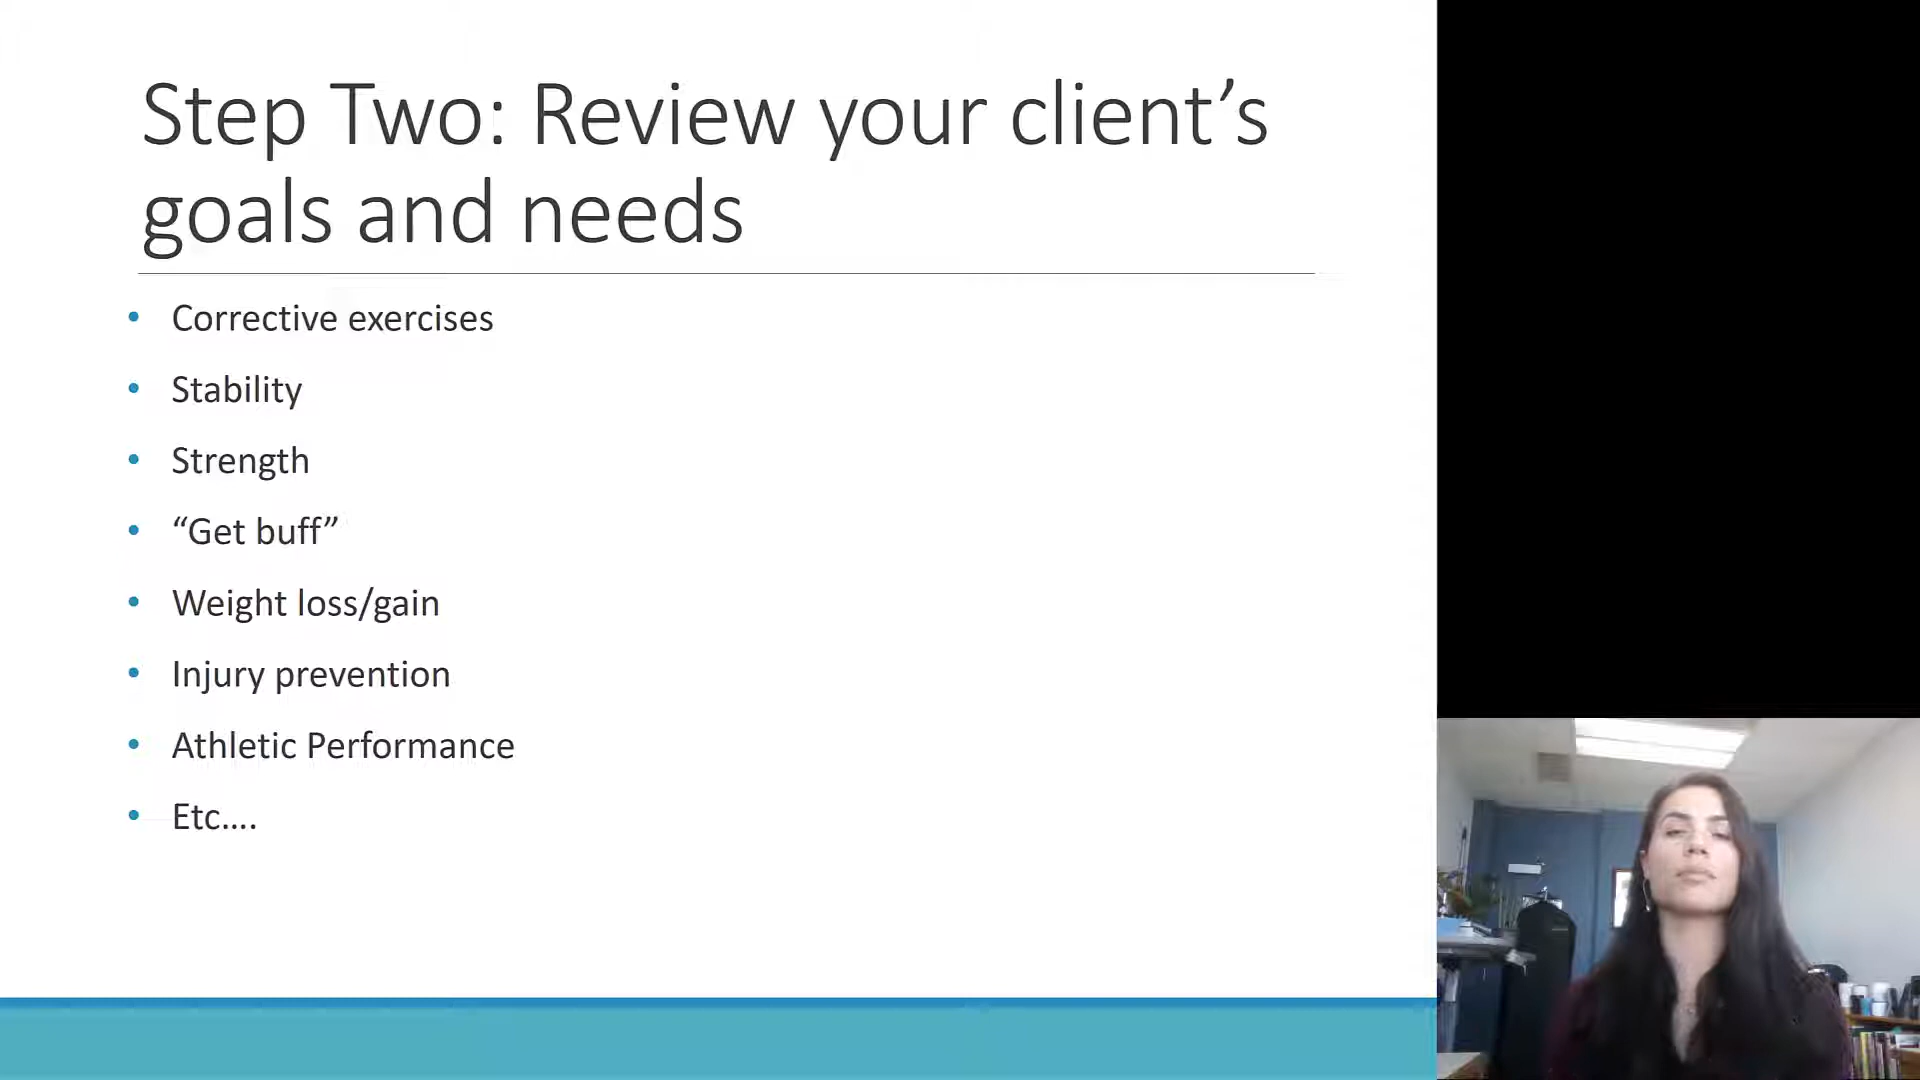 Step Two: Review your client’s
goals and needs
• Corrective exercises
• Stability
• Strength
• “Get buff”
• Weight loss/gain
• Injury prevention
• Athletic Performance
• Etc....